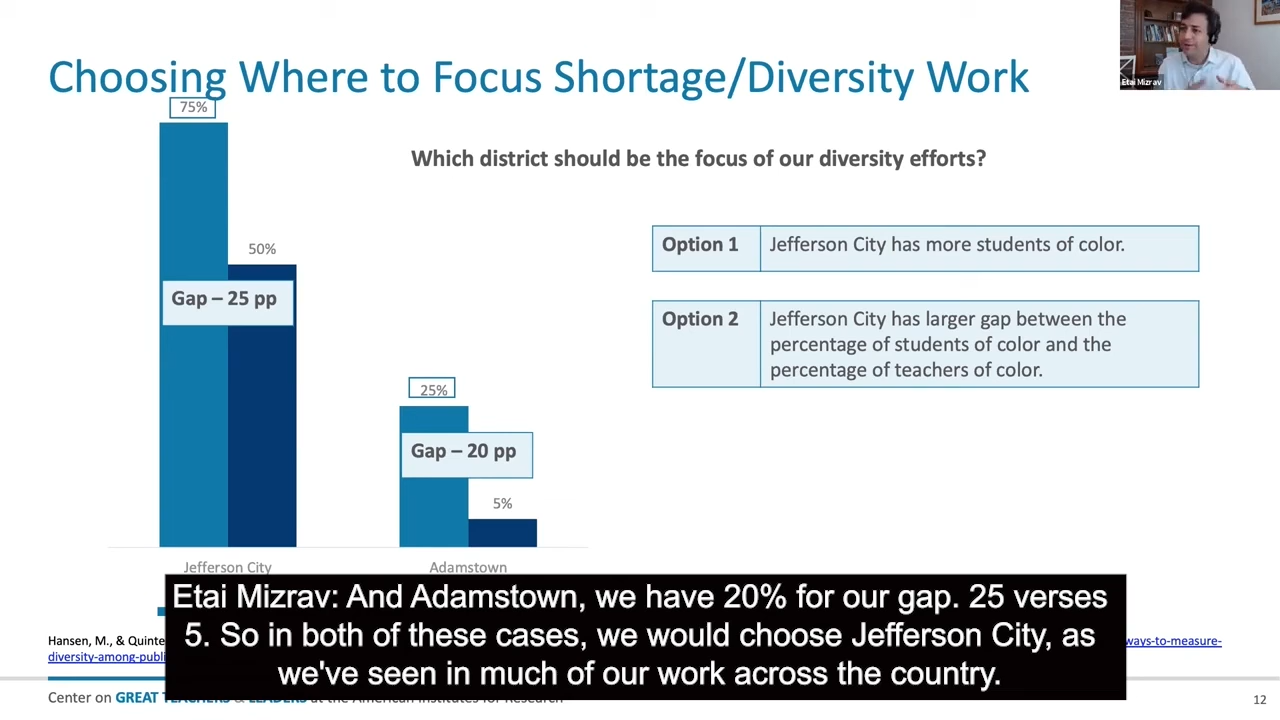 Etai Mizrav
Choosing Where to Focus Shortage/Diversity Work
75%
Which district should be the focus of our diversity efforts?
Option 1 Jefferson City has more students of color.
50%
Gap – 25 pp
Option 2 Jefferson City has larger gap between the
percentage of students of color and the
percentage of teachers of color.
25%
Gap – 20 pp
5%
Jefferson City Adamstown
Etai Mizrav: And Adamstown, we have 20% for our gap. 25 verses
5. So in both of these cases, we would choose Jefferson City, as
we've seen in much of our work across the country.
Hansen, M., & Quinte ways-to-measure-
diversity-among-publi
Center on GREAT TEACHERS & LEADERS at the American Institutes for Research
12